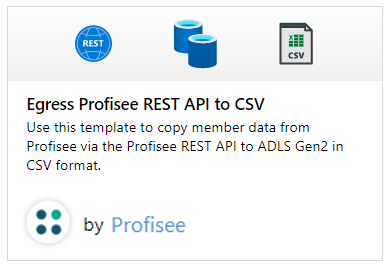 REST
CSV
Egress Profisee REST API to CSV
Use this template to copy member data from
Profisee via the Profisee REST API to ADLS Gen2 in
CSV format.
by Profisee